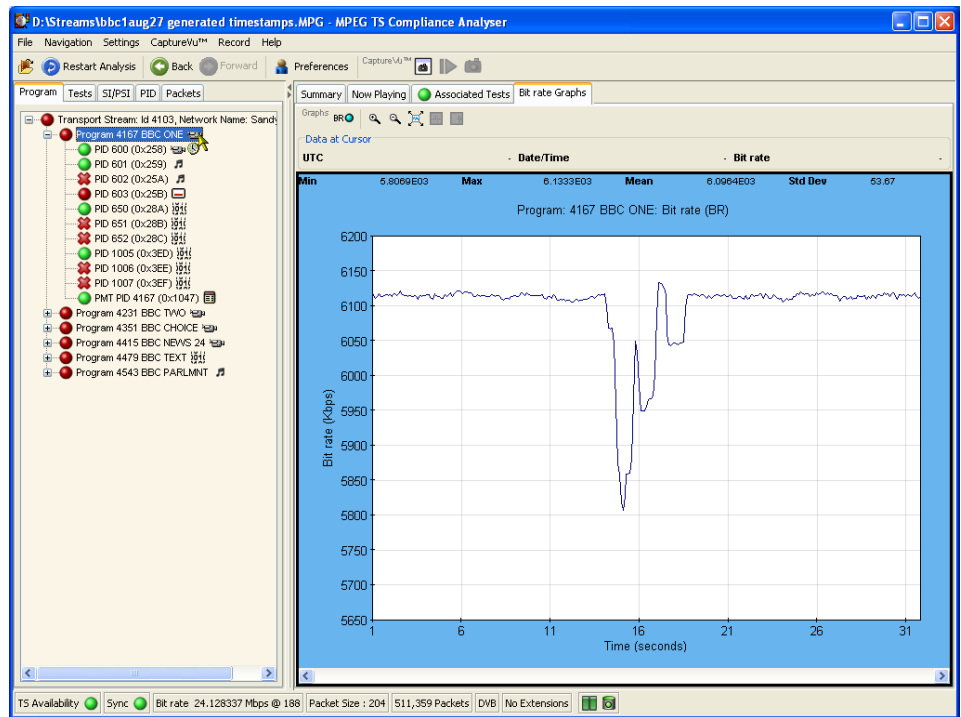 D:\Streams\bbc1aug27 generated timestamps.MPG - MPEG TS Compliance Analyser
File Navigation Settings CaptureVu™ Record Help
Restart Analysis Back Forward Preferences CaptureVu™
Program Tests SI/PSI PID Packets
Transport Stream: Id 4103, Network Name: Sandy
Program 4167 BBC ONE
PID 600 (0x258)
PID 601 (0x259)
PID 602 (0x25A)
PID 603 (0x25B)
PID 650 (0x28A)
PID 651 (0x28B)
PID 652 (0x28C)
PID 1005 (0x3ED)
PID 1006 (0x3EE)
PID 1007 (0x3EF)
PMT PID 4167 (0x1047)
Program 4231 BBC TWO
Program 4351 BBC CHOICE
Program 4415 BBC NEWS 24
Program 4479 BBC TEXT
Program 4543 BBC PARLMNT
Summary Now Playing Associated Tests Bit rate Graphs
Graphs BR
Data at Cursor
UTC - Date/Time - Bit rate -
Min 5.8069E03 Max 6.1333E03 Mean 6.0964E03 Std Dev 53.67
Program: 4167 BBC ONE: Bit rate (BR)
6200
6150
6100
6050
6000
5950
5900
5850
5800
5750
5700
5650
Bit rate (Kbps)
1 6 11 16 21 26 31
Time (seconds)
TS Availability Sync Bit rate 24.128337 Mbps @ 188 Packet Size : 204 511,359 Packets DVB No Extensions